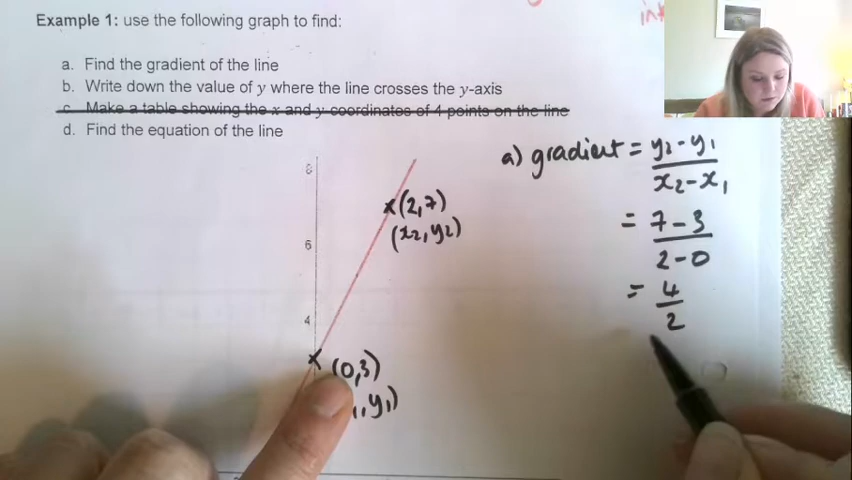 Example 1: use the following graph to find:
a. Find the gradient of the line
b. Write down the value of y where the line crosses the y-axis
c. Make a table showing the x and y coordinates of 4 points on the line
d. Find the equation of the line
a) gradient = y₂-y₁
x₂-x₁
= 7-3
2-0
= 4
2
8
(2,7)
(x₂,y₂)
6
4
(0,3)
₁,y₁)